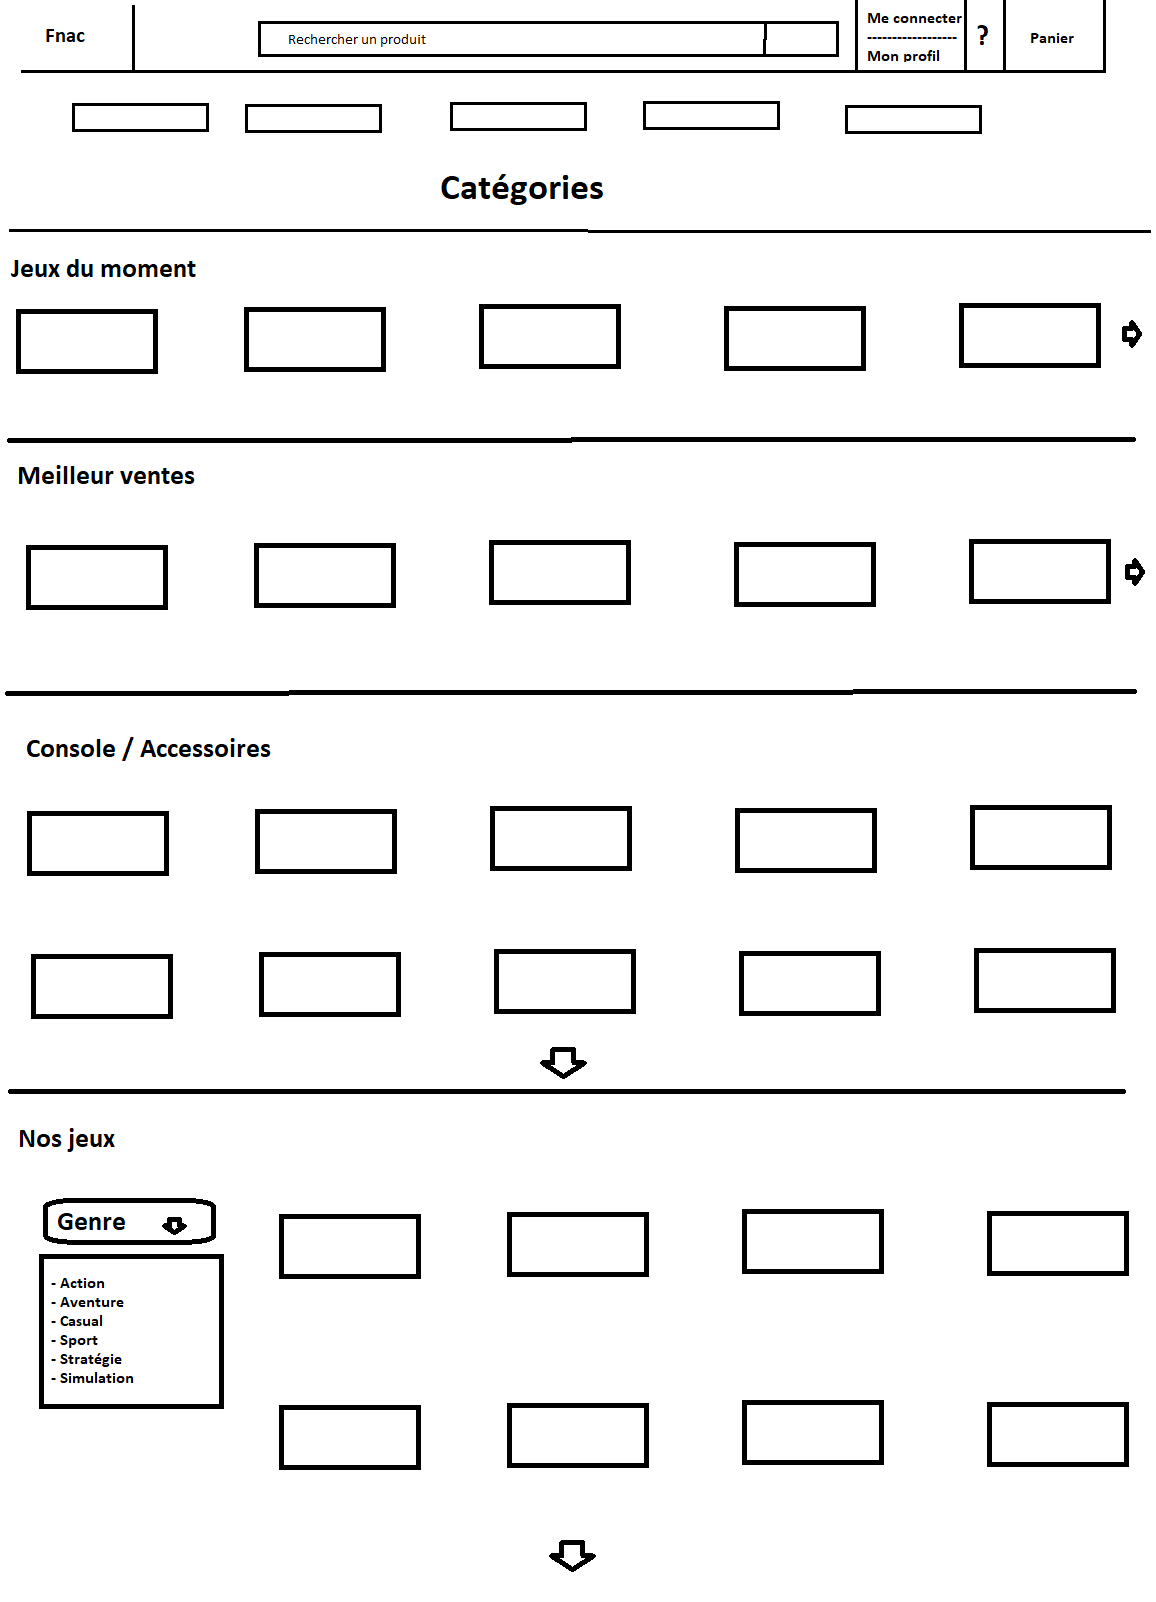 Fnac
Rechercher un produit
Me connecter
------------------
Mon profil
?
Panier
Catégories
Jeux du moment
Meilleur ventes
Console / Accessoires
Nos jeux
Genre
- Action
- Aventure
- Casual
- Sport
- Stratégie
- Simulation